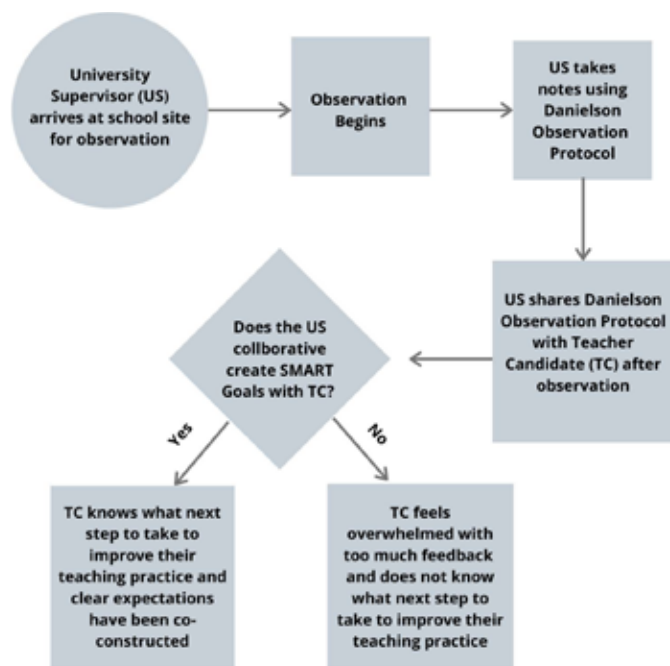 University
Supervisor (US)
arrives at school site
for observation
Observation
Begins
US takes
notes using
Danielson
Observation
Protocol
US shares Danielson
Observation Protocol
with Teacher
Candidate (TC) after
observation
Does the US
collborative
create SMART
Goals with TC?
Yes
No
TC knows what next
step to take to
improve their
teaching practice and
clear expectations
have been co-
constructed
TC feels
overwhelmed with
too much feedback
and does not know
what next step to
take to improve their
teaching practice